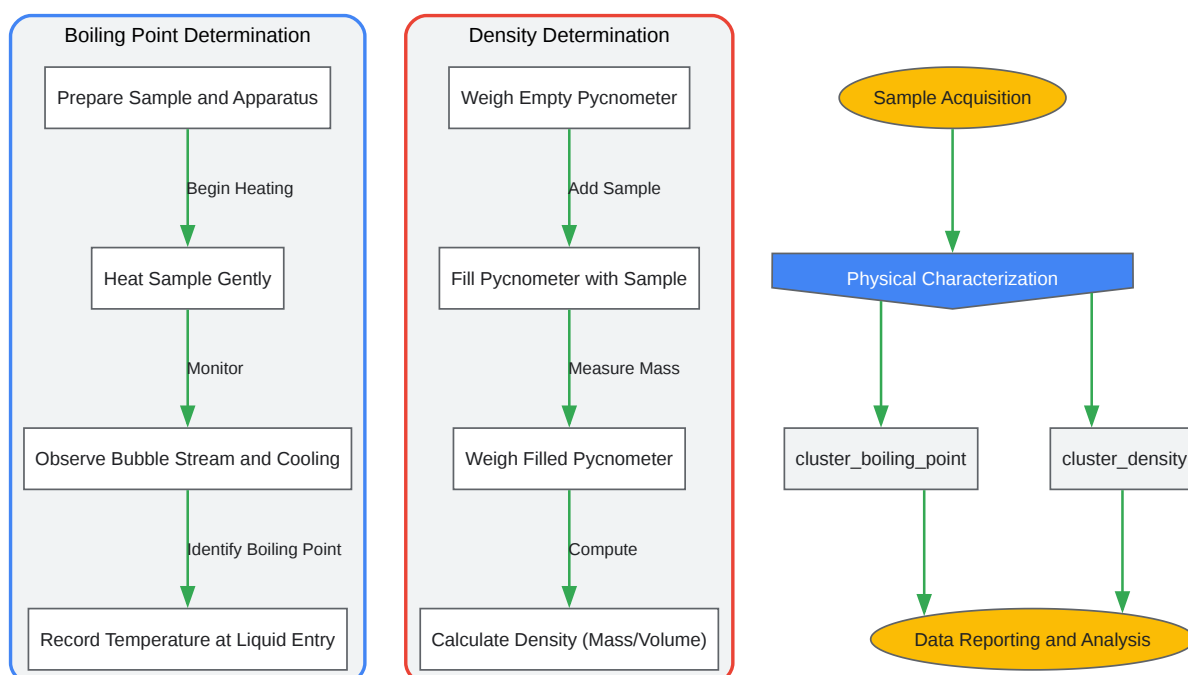 Boiling Point Determination
Prepare Sample and Apparatus
Begin Heating
Heat Sample Gently
Monitor
Observe Bubble Stream and Cooling
Identify Boiling Point
Record Temperature at Liquid Entry
Density Determination
Weigh Empty Pycnometer
Add Sample
Fill Pycnometer with Sample
Measure Mass
Weigh Filled Pycnometer
Compute
Calculate Density (Mass/Volume)
Sample Acquisition
Physical Characterization
cluster_boiling_point
cluster_density
Data Reporting and Analysis